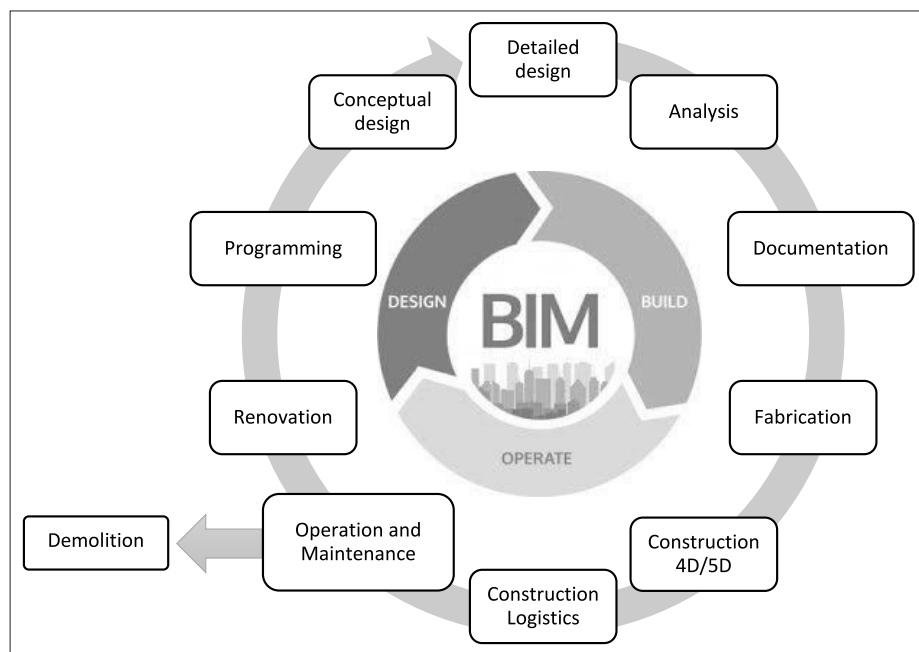 Detailed
design
Conceptual
design
Analysis
Programming
Documentation
DESIGN
BIM
BUILD
Renovation
Fabrication
OPERATE
Demolition
Operation and
Maintenance
Construction
4D/5D
Construction
Logistics